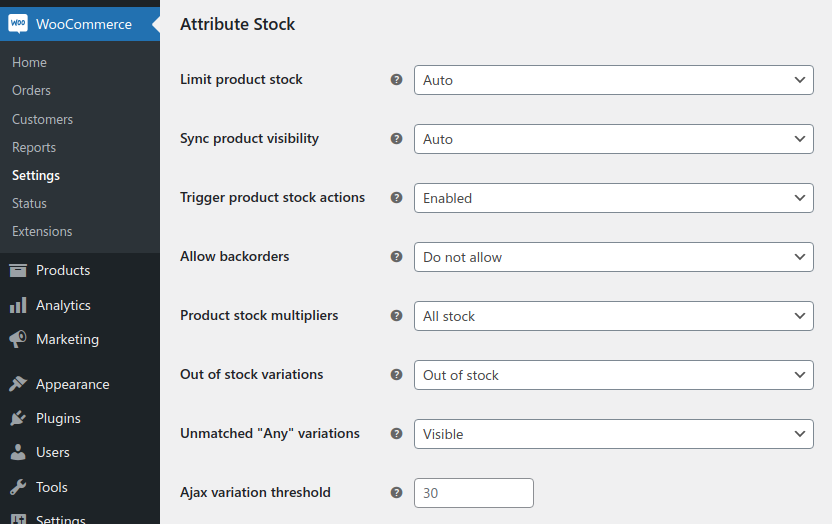 WOO WooCommerce
Home
Orders
Customers
Reports
Settings
Status
Extensions
Products
Analytics
Marketing
Appearance
Plugins
Users
Tools
Settings
Attribute Stock
Limit product stock ? Auto
Sync product visibility ? Auto
Trigger product stock actions ? Enabled
Allow backorders ? Do not allow
Product stock multipliers ? All stock
Out of stock variations ? Out of stock
Unmatched "Any" variations ? Visible
Ajax variation threshold ? 30